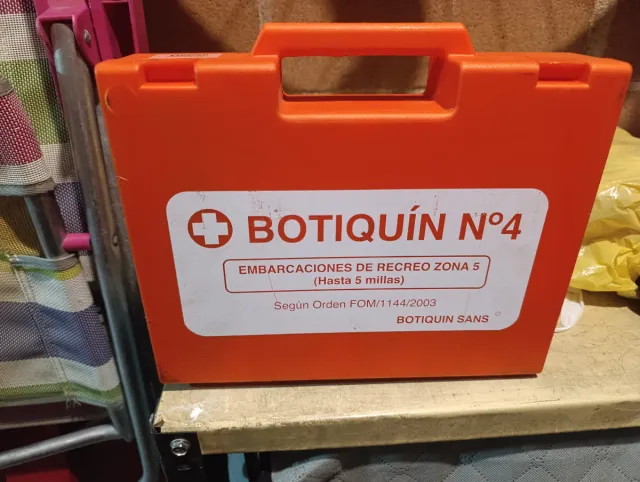 BOTIQUÍN Nº4
EMBARCACIONES DE RECREO ZONA 5
(Hasta 5 millas)
Según Orden FOM/1144/2003
BOTIQUIN SANS